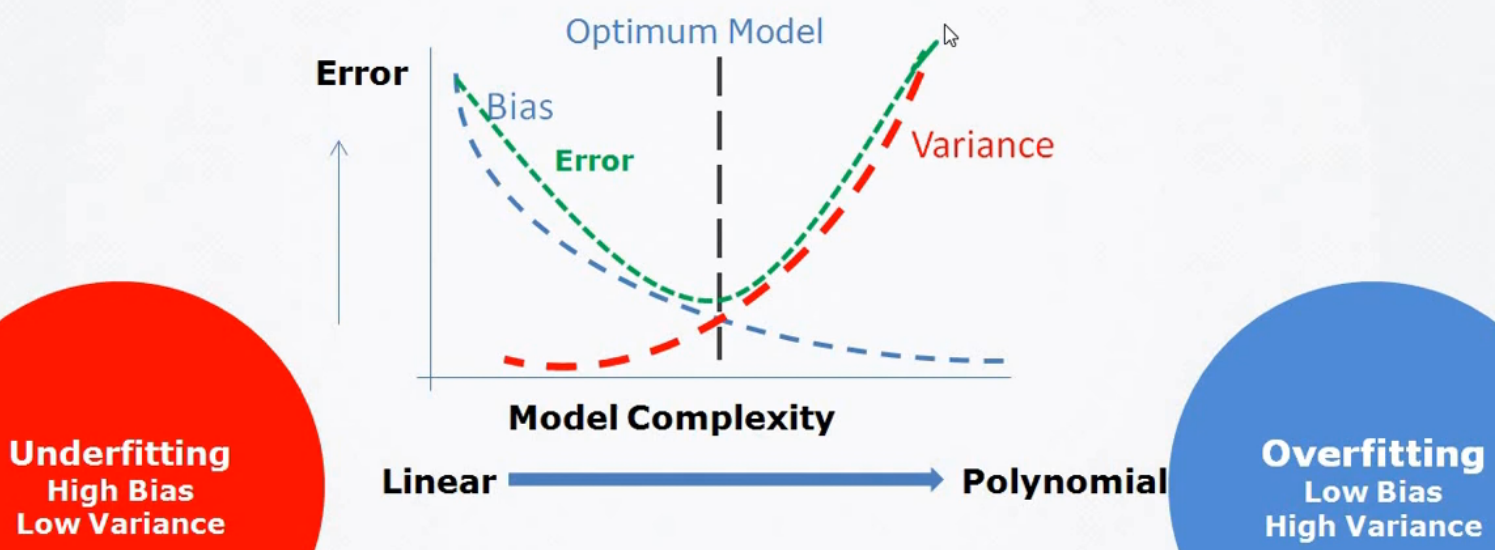 Optimum Model
Error
Bias
Error
Variance
Model Complexity
Linear
Polynomial
Underfitting
High Bias
Low Variance
Overfitting
Low Bias
High Variance